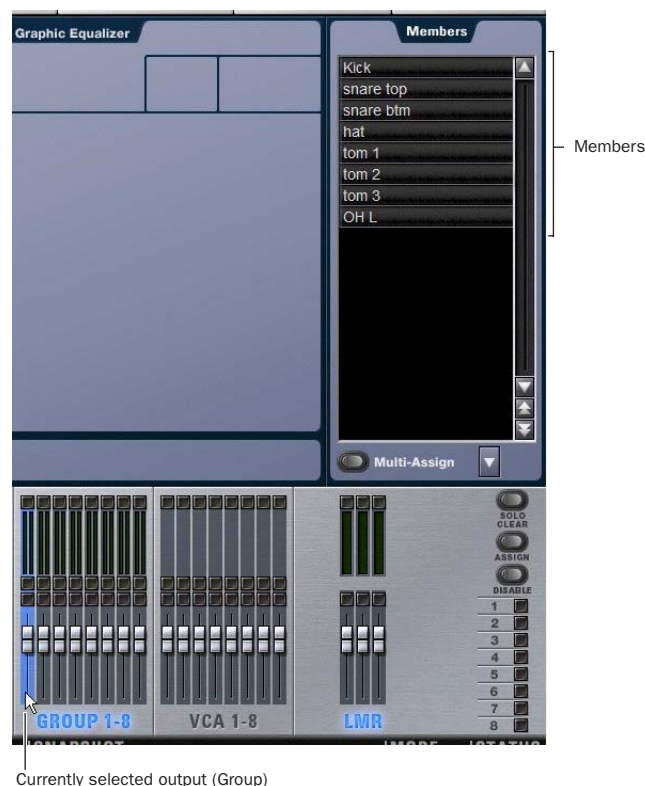 Graphic Equalizer
Members
Kick
snare top
snare btm
hat
tom 1
tom 2
tom 3
OH L
Members
Multi-Assign
SOLO
CLEAR
ASSIGN
DISABLE
1
2
3
4
5
6
7
8
GROUP 1-8
VCA 1-8
LMR
SNAPSHOT
MODE
STATUS
Currently selected output (Group)